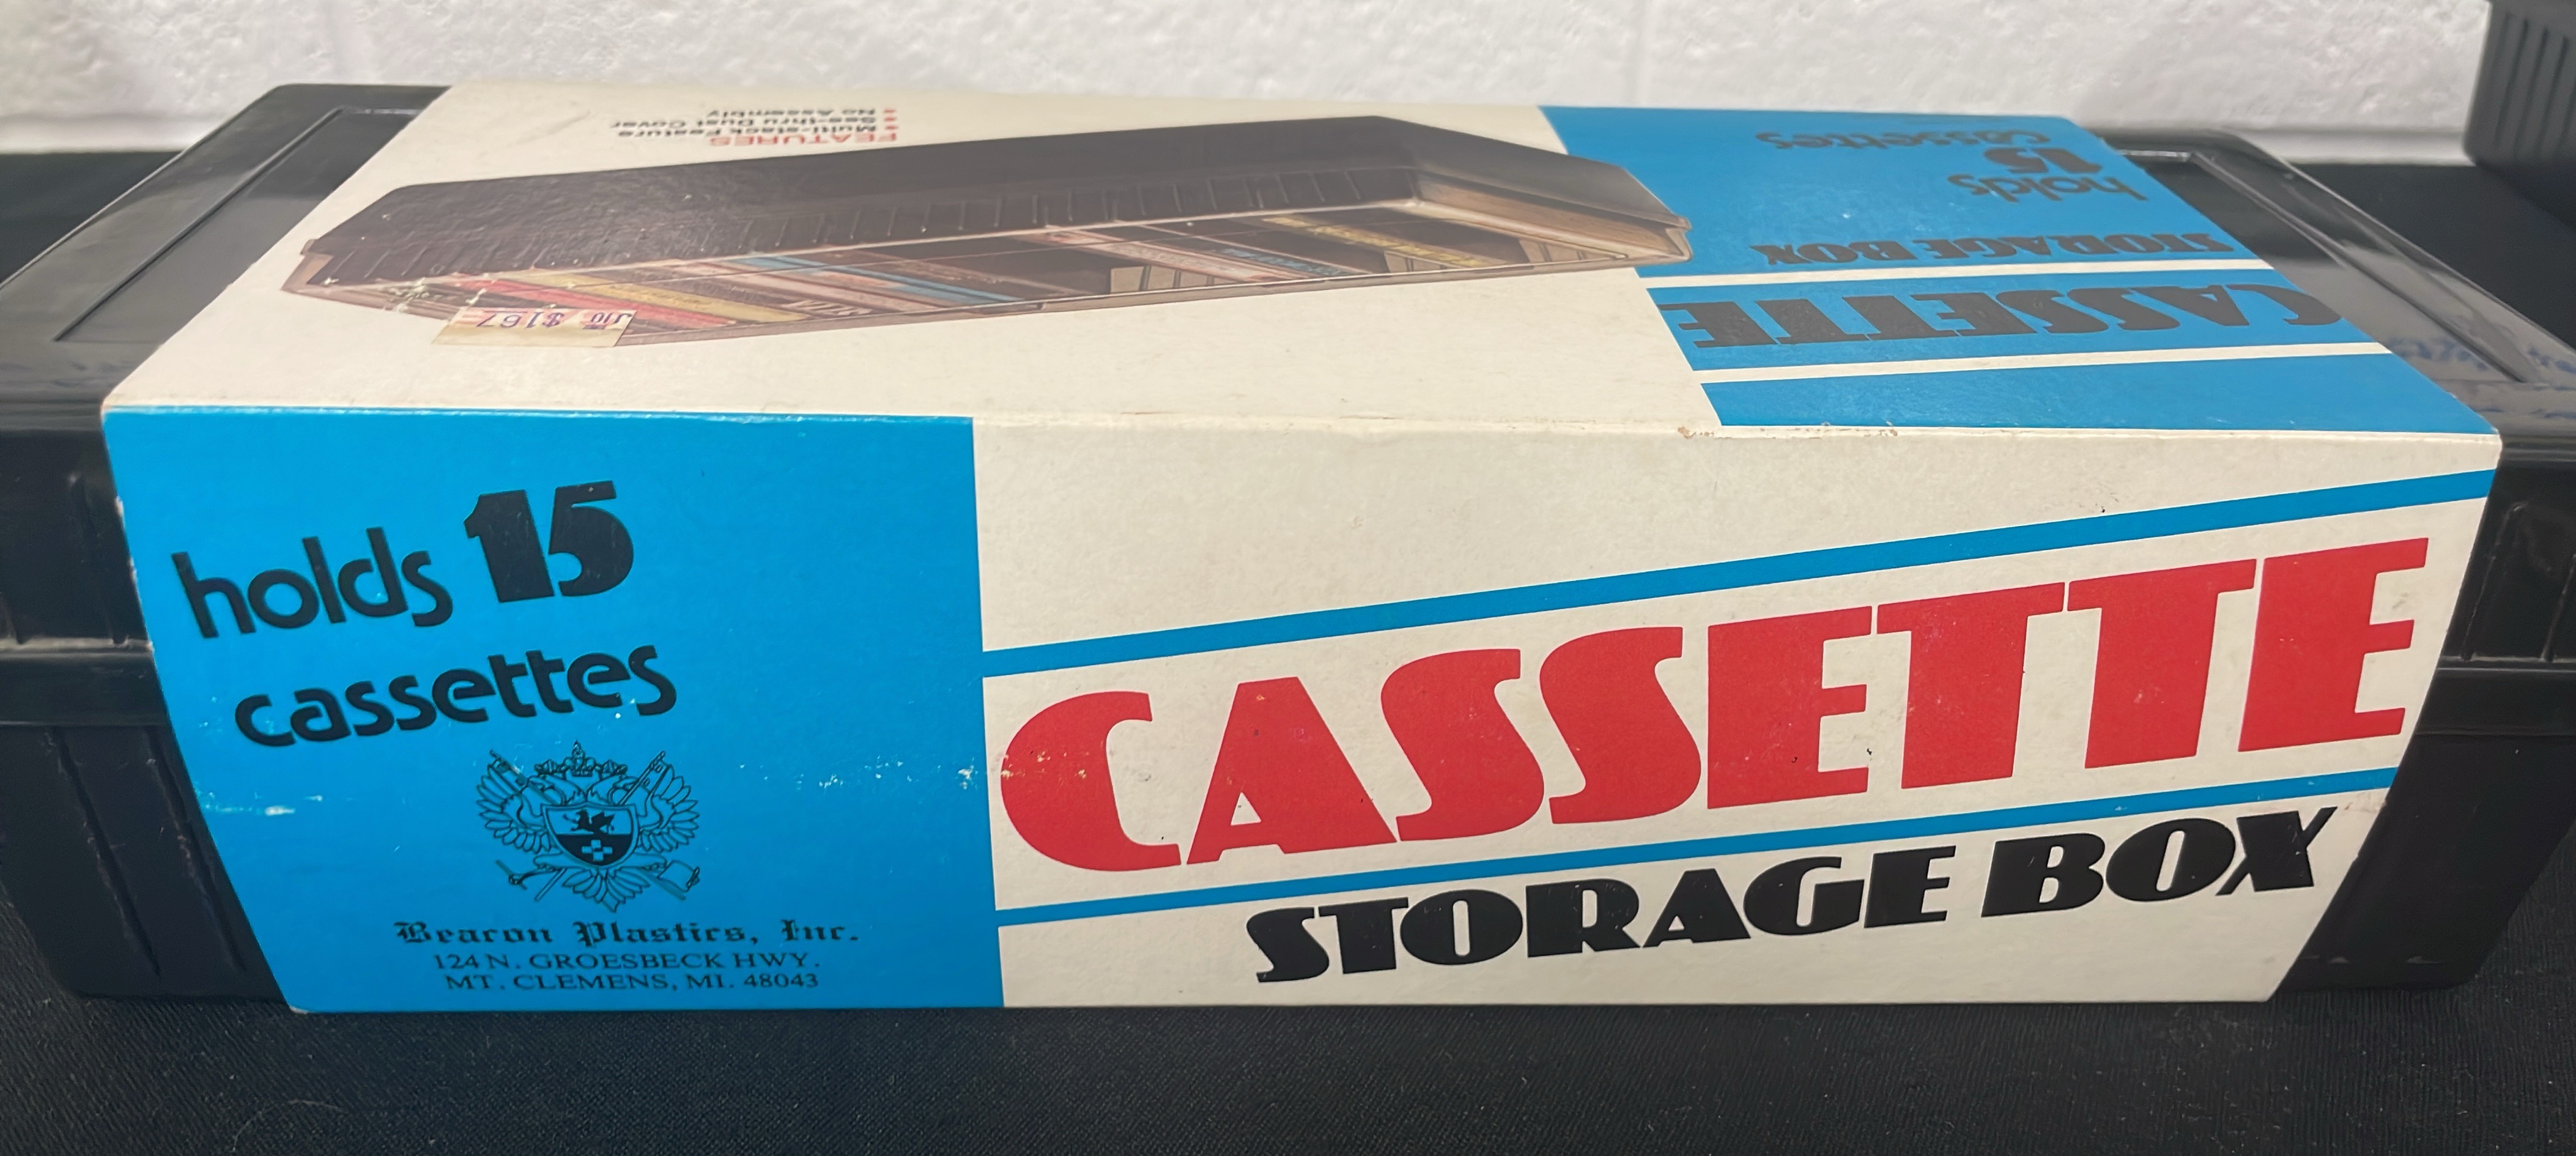 FEATURES
Multi-stack Feature
See-thru Dust Cover
No Assembly
holds
15
cassettes
CASSETTE
STORAGE BOX
$167
holds 15
cassettes
Beacon Plastics, Inc.
124 N. GROESBECK HWY.
MT. CLEMENS, MI. 48043
CASSETTE
STORAGE BOX